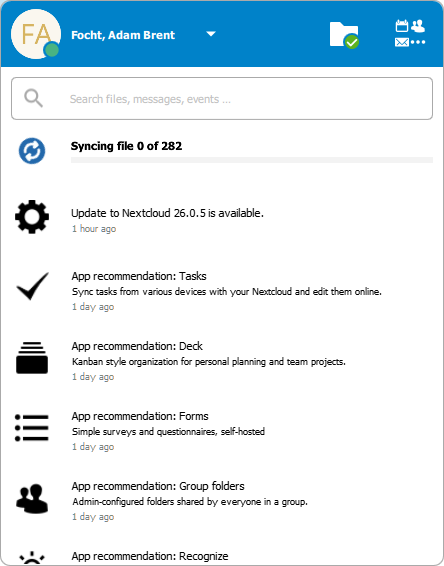 FA
Focht, Adam Brent
Search files, messages, events ...
Syncing file 0 of 282
Update to Nextcloud 26.0.5 is available.
1 hour ago
App recommendation: Tasks
Sync tasks from various devices with your Nextcloud and edit them online.
1 day ago
App recommendation: Deck
Kanban style organization for personal planning and team projects.
1 day ago
App recommendation: Forms
Simple surveys and questionnaires, self-hosted
1 day ago
App recommendation: Group folders
Admin-configured folders shared by everyone in a group.
1 day ago
App recommendation: Recognize